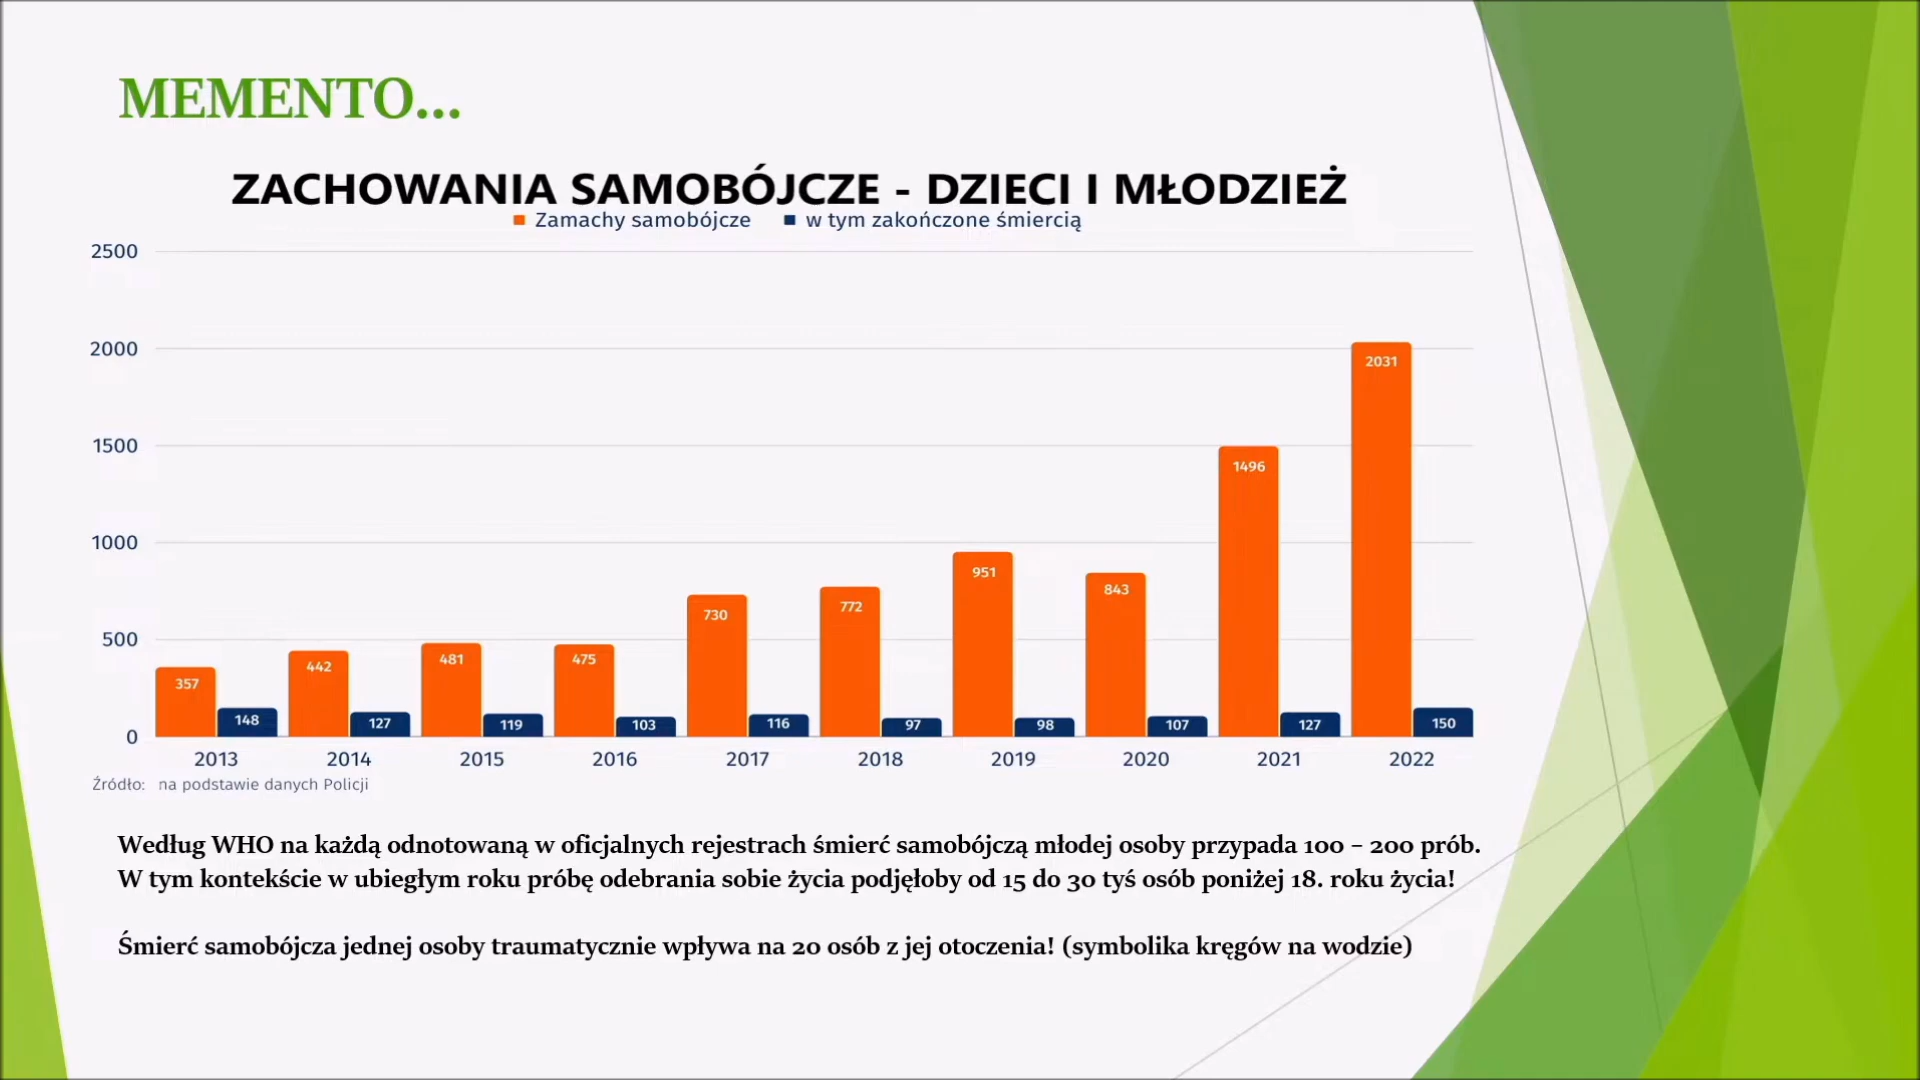 MEMENTO...
ZACHOWANIA SAMOBÓJCZE - DZIECI I MŁODZIEŻ
Zamachy samobójcze w tym zakończone śmiercią
2500
2000
1500
1000
500
0
357 148 442 127 481 119 475 103 730 116 772 97 951 98 843 107 1496 127 2031 150
2013 2014 2015 2016 2017 2018 2019 2020 2021 2022
Źródło: na podstawie danych Policji
Według WHO na każdą odnotowaną w oficjalnych rejestrach śmierć samobójczą młodej osoby przypada 100 – 200 prób.
W tym kontekście w ubiegłym roku próbę odebrania sobie życia podjęłoby od 15 do 30 tyś osób poniżej 18. roku życia!
Śmierć samobójcza jednej osoby traumatycznie wpływa na 20 osób z jej otoczenia! (symbolika kręgów na wodzie)